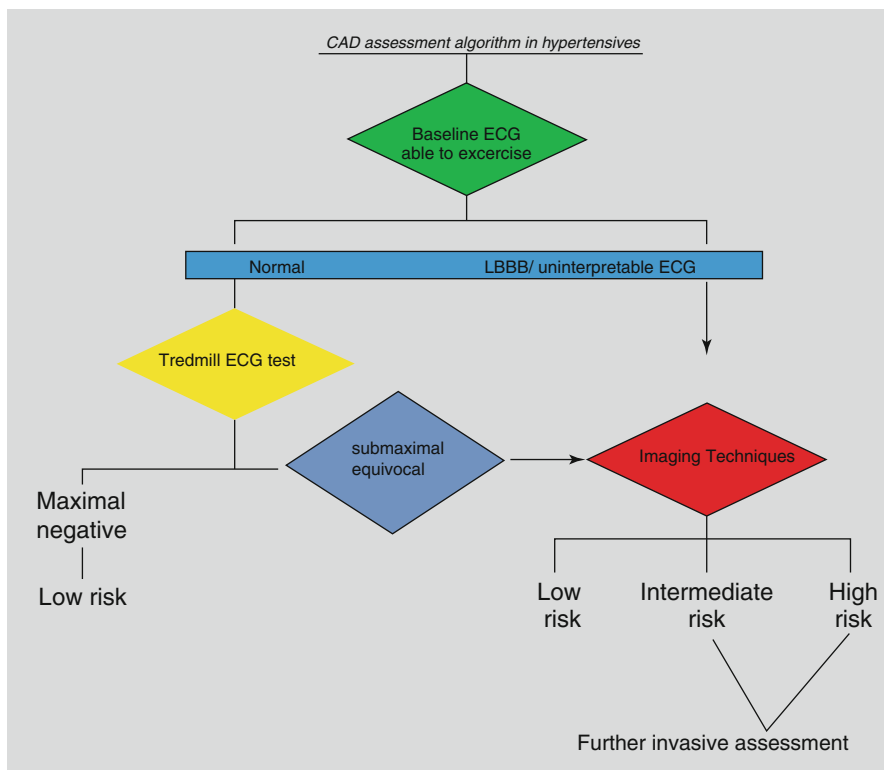 CAD assessment algorithm in hypertensives
Baseline ECG
able to excercise
Normal
LBBB/ uninterpretable ECG
Tredmill ECG test
submaximal
equivocal
Imaging Techniques
Maximal
negative
Low risk
Low
risk
Intermediate
risk
High
risk
Further invasive assessment